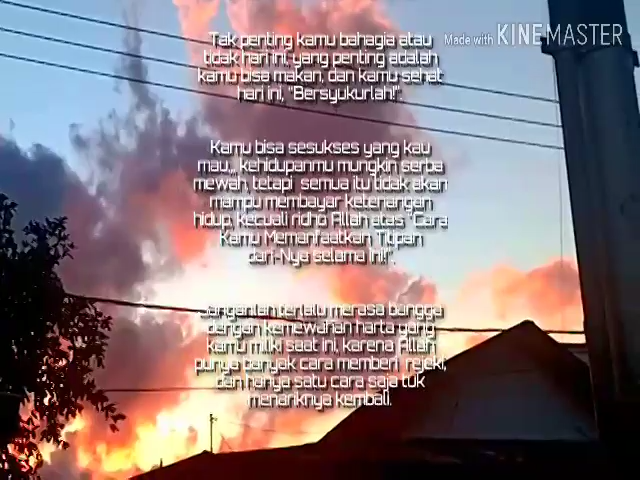 Made with KINEMASTER
Tak penting kamu bahagia atau
tidak hari ini, yang penting adalah
kamu bisa makan, dan kamu sehat
hari ini, "Bersyukurlah!".
Kamu bisa sesukses yang kau
mau,,, kehidupanmu mungkin serba
mewah, tetapi semua itu tidak akan
mampu membayar ketenangan
hidup, kecuali ridho Allah atas "Cara
Kamu Memanfaatkan Titipan
dari-Nya selama Ini!".
Janganlah terlalu merasa bangga
dengan kemewahan harta yang
kamu miliki saat ini, karena Allah
punya banyak cara memberi rejeki,
dan hanya satu cara saja tuk
menariknya kembali.